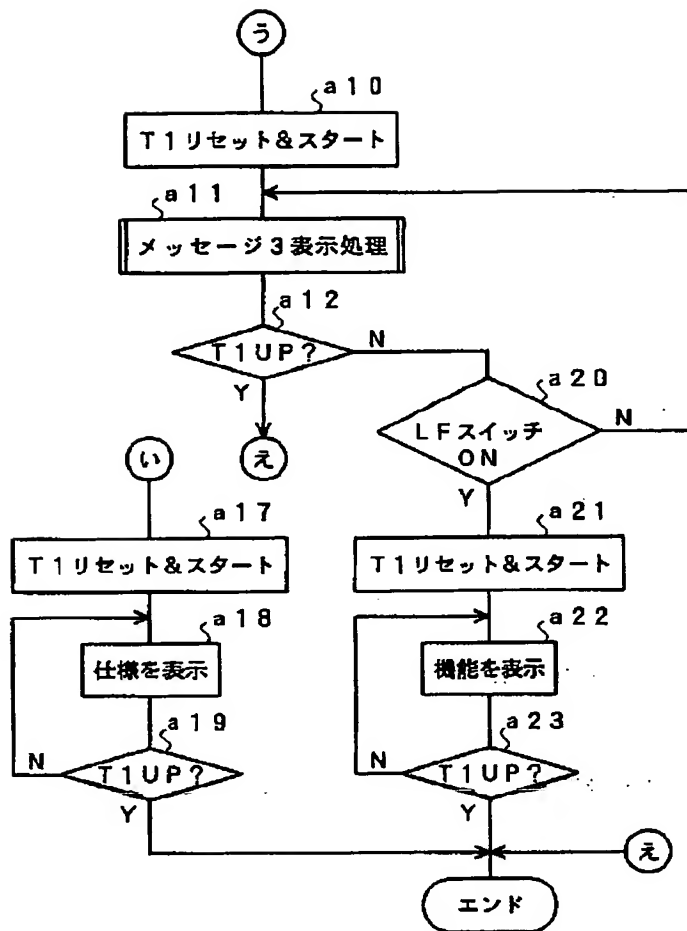 う
a10
T1リセット&スタート
a11
メッセージ3表示処理
a12
T1UP?
N
Y
え
a20
LFスイッチ
ON
N
Y
い
a17
T1リセット&スタート
a18
仕様を表示
a19
T1UP?
N
Y
a21
T1リセット&スタート
a22
機能を表示
a23
T1UP?
N
Y
え
エンド